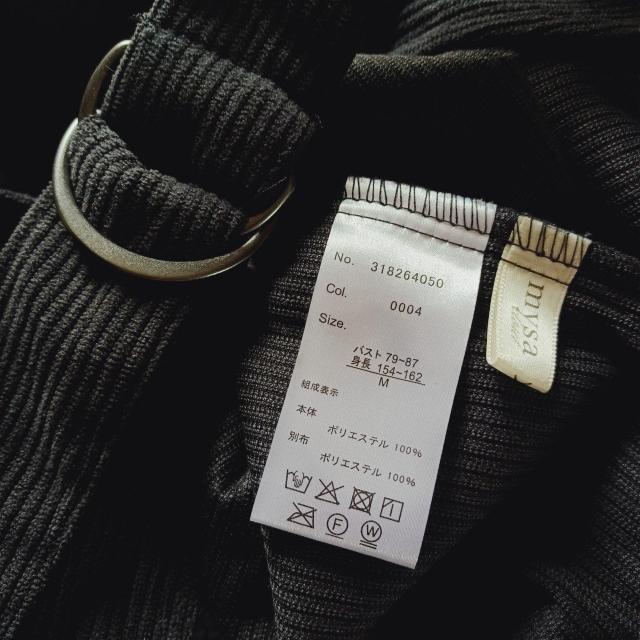 No. 318264050
Col. 0004
Size.
バスト 79~87
身長 154~162
M
組成表示
本体 ポリエステル 100%
別布 ポリエステル 100%
F
W
mysa